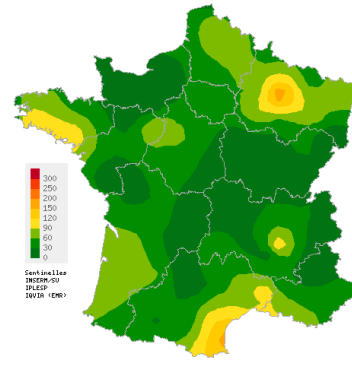 300
250
200
150
120
90
60
30
0
Sentinelles
INSERM/SU
IPLESP
IQVIA (EMR)